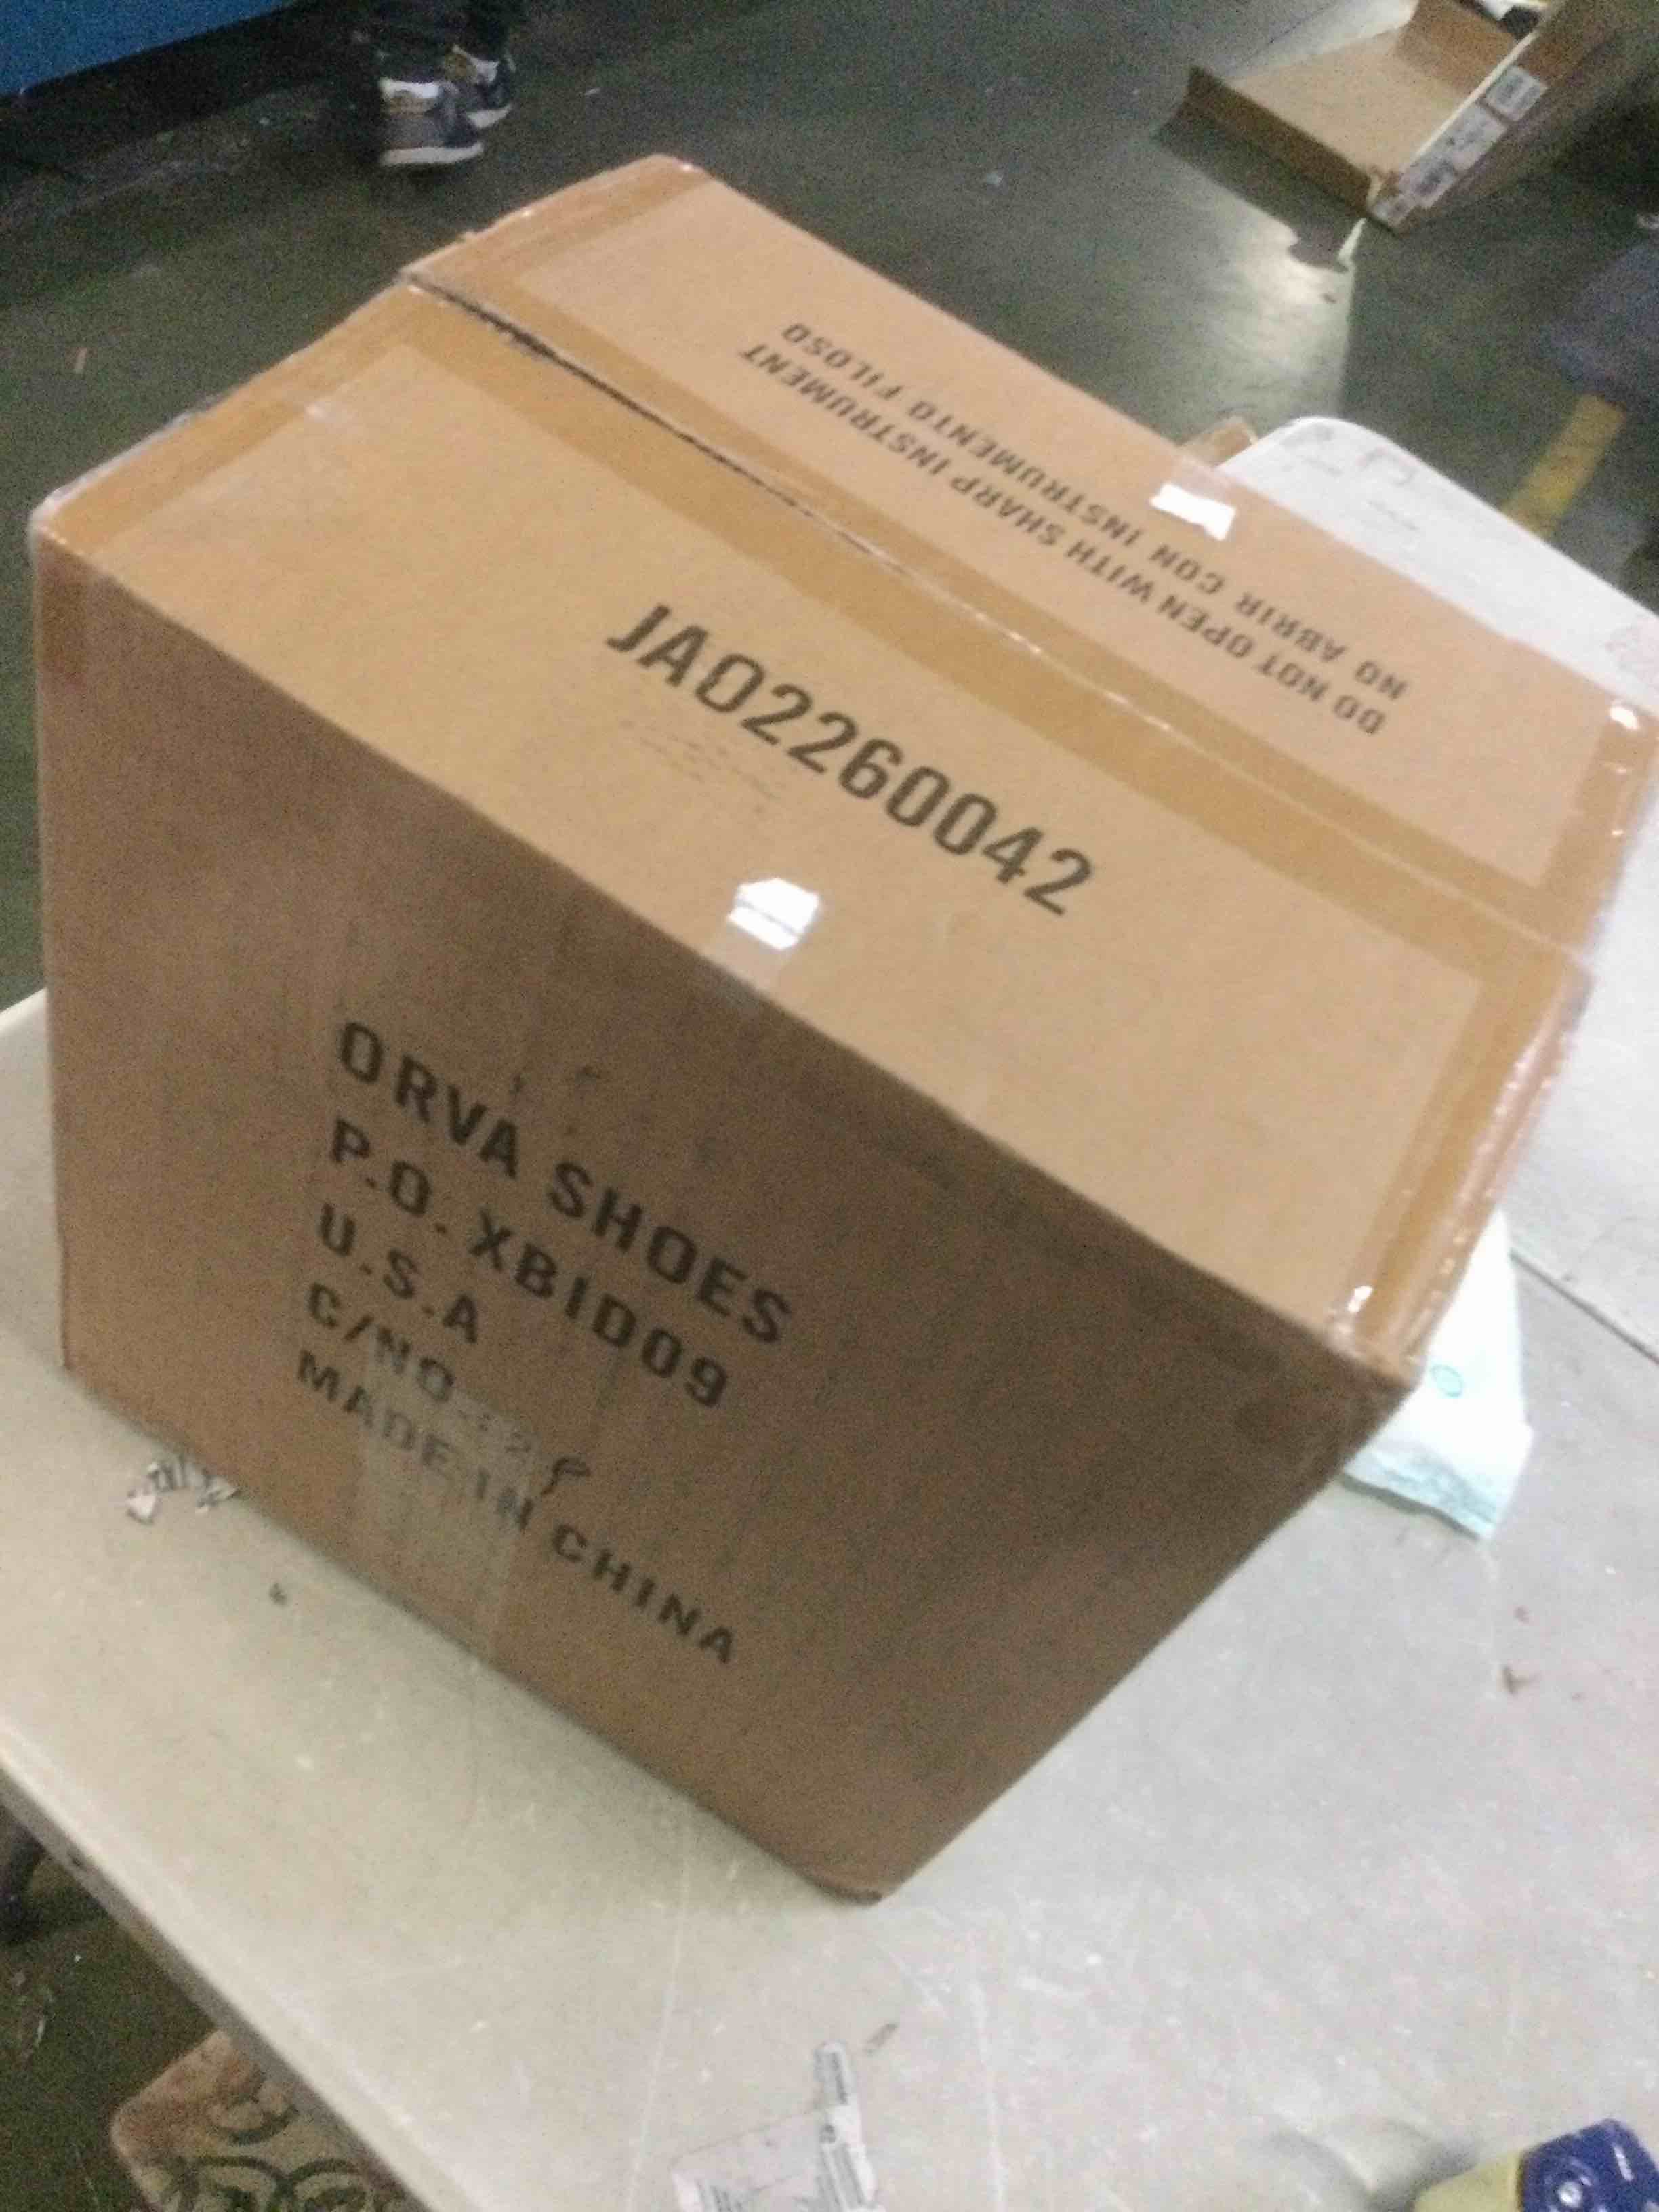 DO NOT OPEN WITH SHARP INSTRUMENT
NO ABRIR CON INSTRUMENTO FILOSO
JA02260042
ORVA SHOES
P.O. XBID09
U.S.A
C/NO
MADE IN CHINA